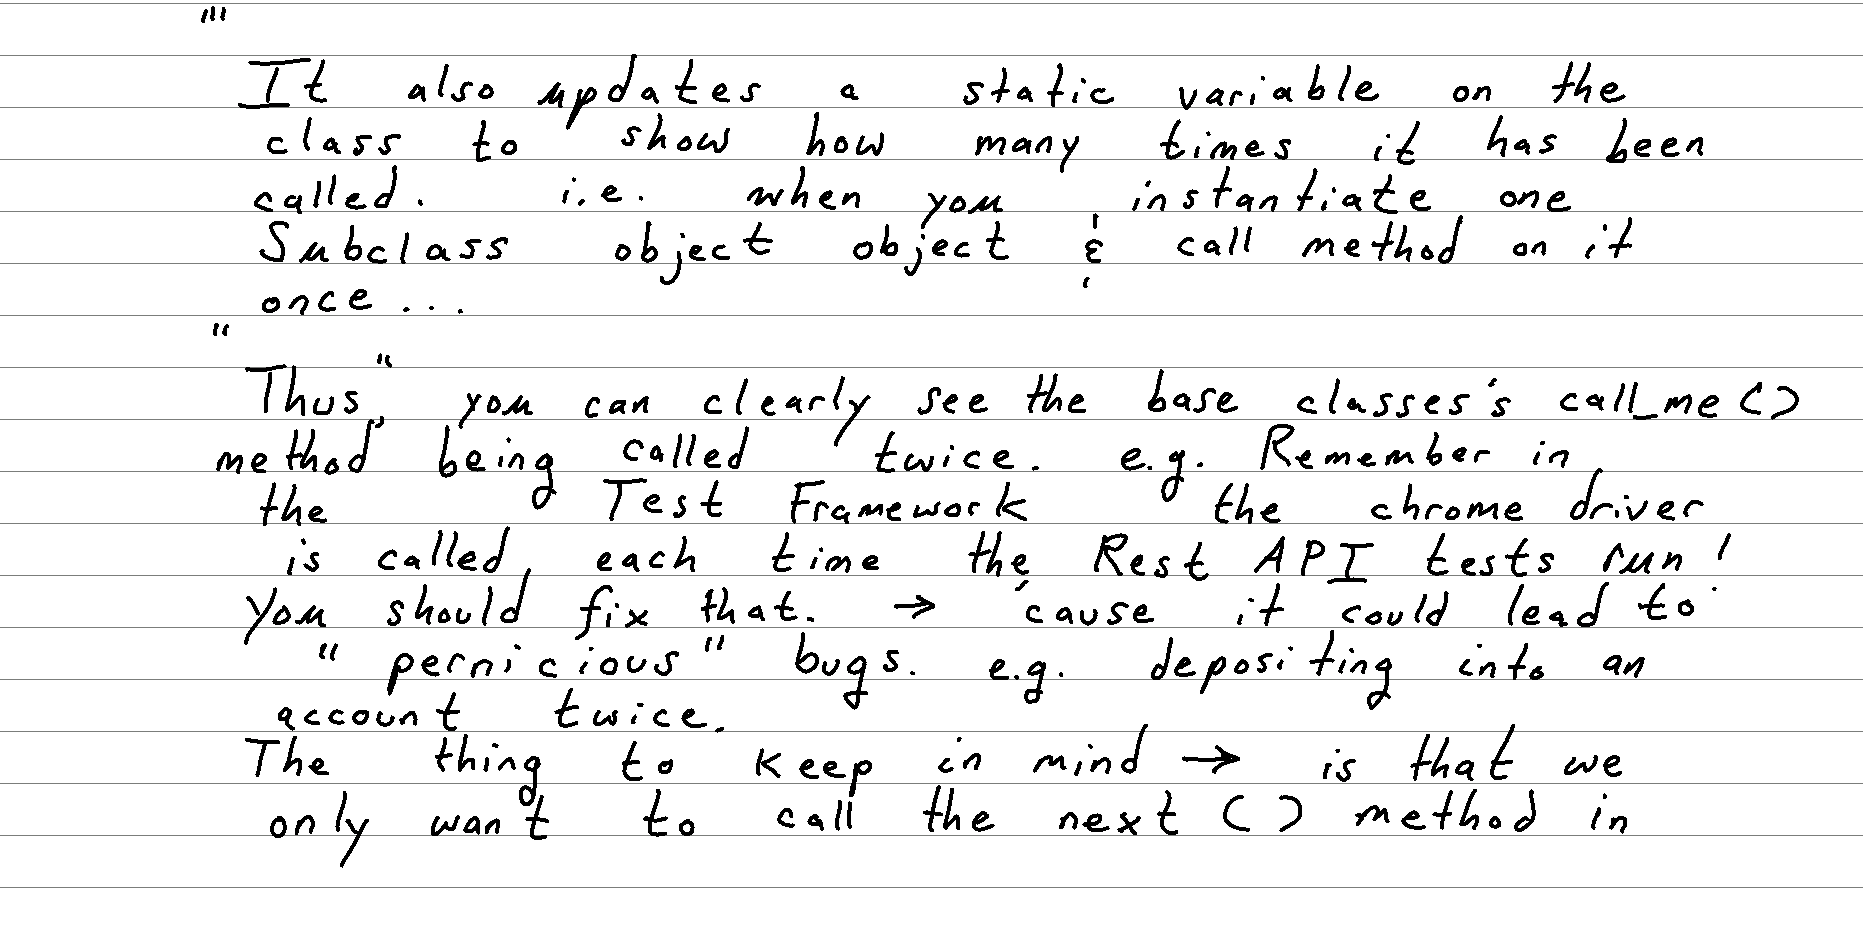 "'
It also updates a static variable on the
class to show how many times it has been
called. i.e. when you instantiate one
Subclass object object & call method on it
once...
"
Thus", you can clearly see the base classes's call_me()
method being called twice. e.g. Remember in
the Test Framework the chrome driver
is called, each time the Rest API tests run!
You should fix that. → 'cause it could lead to
"pernicious" bugs. e.g. depositing into an
account twice.
The thing to keep in mind → is that we
only want to call the next() method in